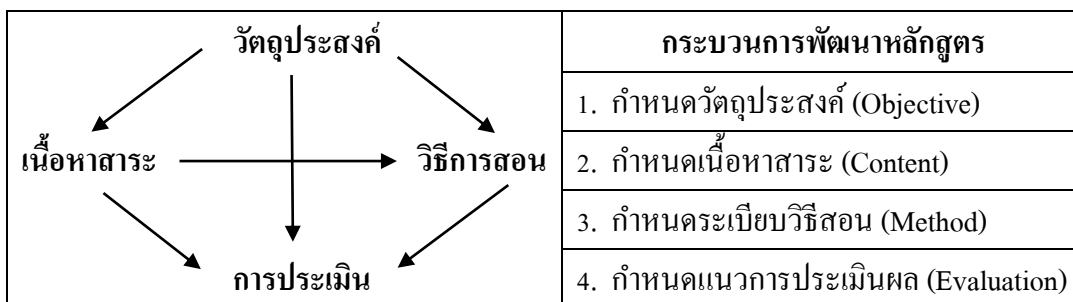 วัตถุประสงค์
เนื้อหาสาระ
วิธีการสอน
การประเมิน
กระบวนการพัฒนาหลักสูตร
1. กำหนดวัตถุประสงค์ (Objective)
2. กำหนดเนื้อหาสาระ (Content)
3. กำหนดระเบียบวิธีสอน (Method)
4. กำหนดแนวการประเมินผล (Evaluation)